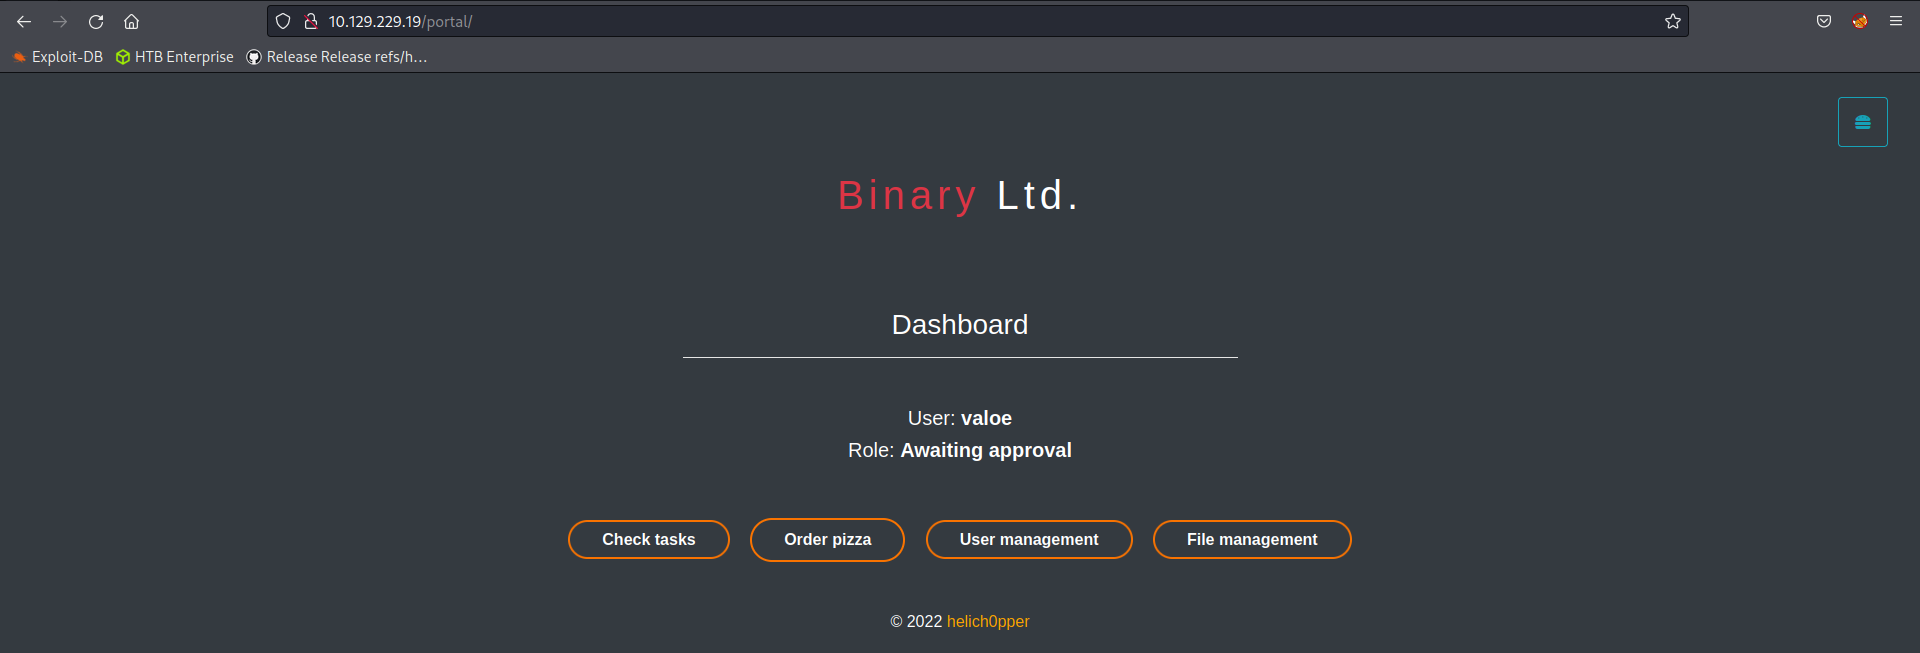 10.129.229.19/portal/
Exploit-DB HTB Enterprise Release Release refs/h...
Binary Ltd.
Dashboard
User: valoe
Role: Awaiting approval
Check tasks Order pizza User management File management
© 2022 helich0pper